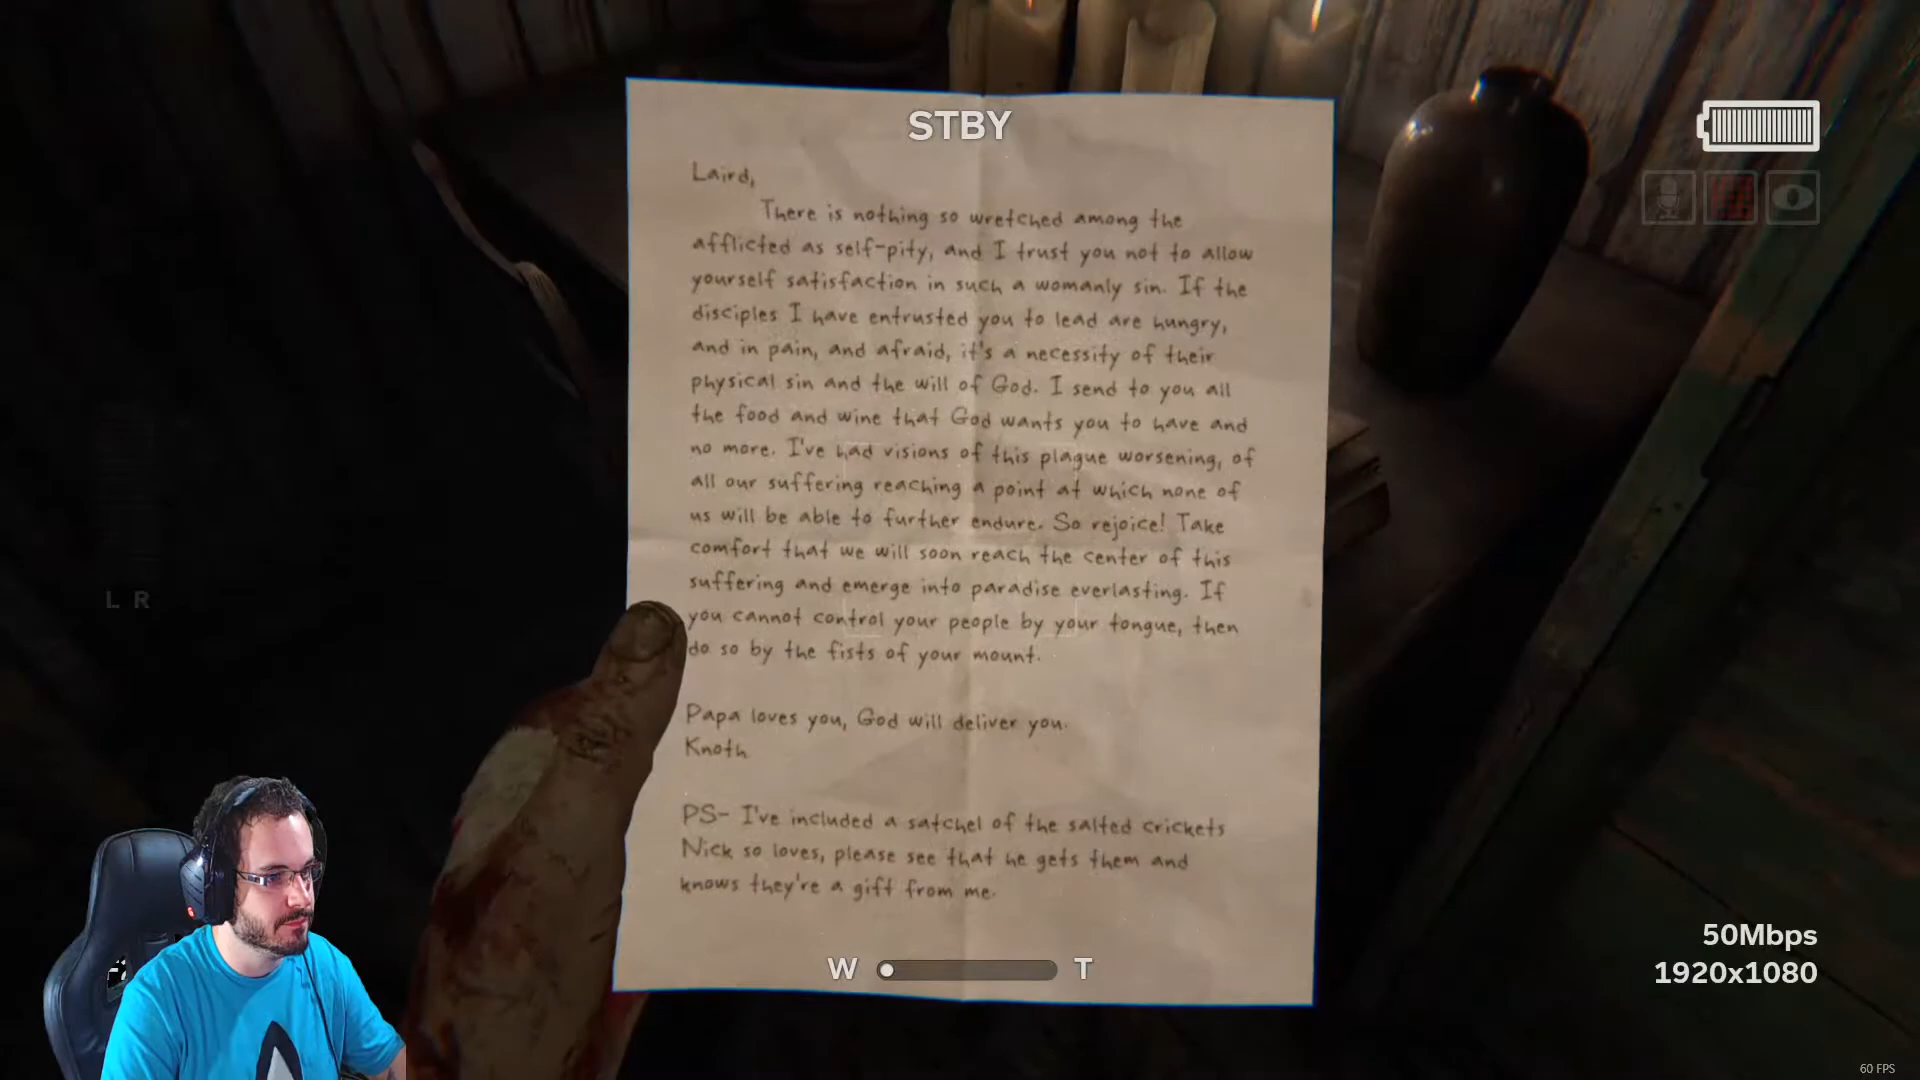 STBY
Laird,
There is nothing so wretched among the
afflicted as self-pity, and I trust you not to allow
yourself satisfaction in such a womanly sin. If the
disciples I have entrusted you to lead are hungry,
and in pain, and afraid, it's a necessity of their
physical sin and the will of God. I send to you all
the food and wine that God wants you to have and
no more. I've had visions of this plague worsening, of
all our suffering reaching a point at which none of
us will be able to further endure. So rejoice! Take
comfort that we will soon reach the center of this
suffering and emerge into paradise everlasting. If
you cannot control your people by your tongue, then
do so by the fists of your mount.
Papa loves you, God will deliver you.
Knoth
PS- I've included a satchel of the salted crickets
Nick so loves, please see that he gets them and
knows they're a gift from me.
L R
W T
50Mbps
1920x1080
60 FPS